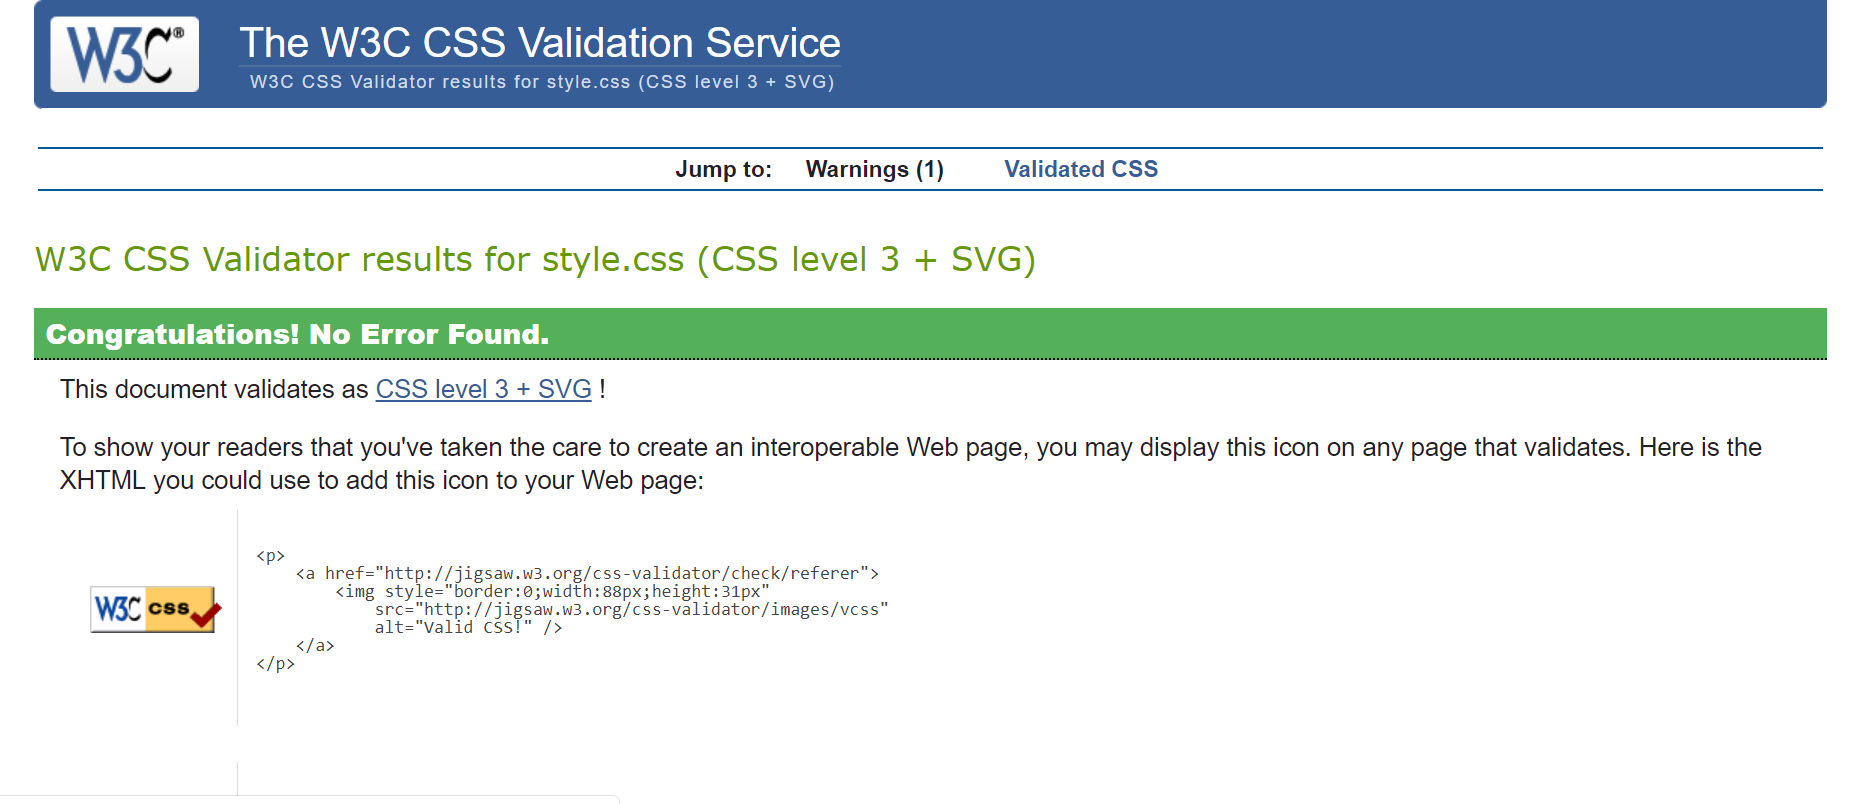 W3C®
The W3C CSS Validation Service
W3C CSS Validator results for style.css (CSS level 3 + SVG)
Jump to: Warnings (1) Validated CSS
W3C CSS Validator results for style.css (CSS level 3 + SVG)
Congratulations! No Error Found.
This document validates as CSS level 3 + SVG !
To show your readers that you've taken the care to create an interoperable Web page, you may display this icon on any page that validates. Here is the
XHTML you could use to add this icon to your Web page:
W3C css
<p>
    <a href="http://jigsaw.w3.org/css-validator/check/referer">
        <img style="border:0;width:88px;height:31px"
            src="http://jigsaw.w3.org/css-validator/images/vcss"
            alt="Valid CSS!" />
    </a>
</p>